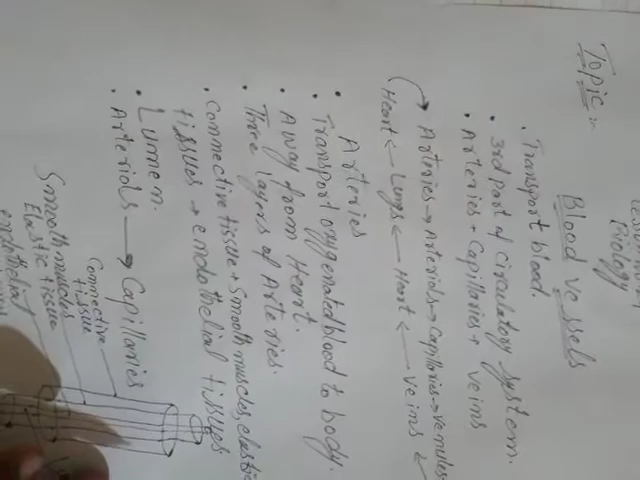 Biology
Topic:
Blood vessels
• Transport blood.
• 3rd part of circulatory system.
• Arteries + Capillaries + veins
Arteries → Arteriols → Capillaries → venules
Heart ← Lungs ← Heart ← veins ←
Arteries
• Transport oxygenated blood to body.
• Away from Heart.
• Three layers of Arteries.
• Connective tissue + Smooth muscles, elastic
tissues → endothelial tissues
• Lumen.
• Arteriols → Capillaries
Connective
tissue
Smooth muscles
Elastic tissue
endothelial